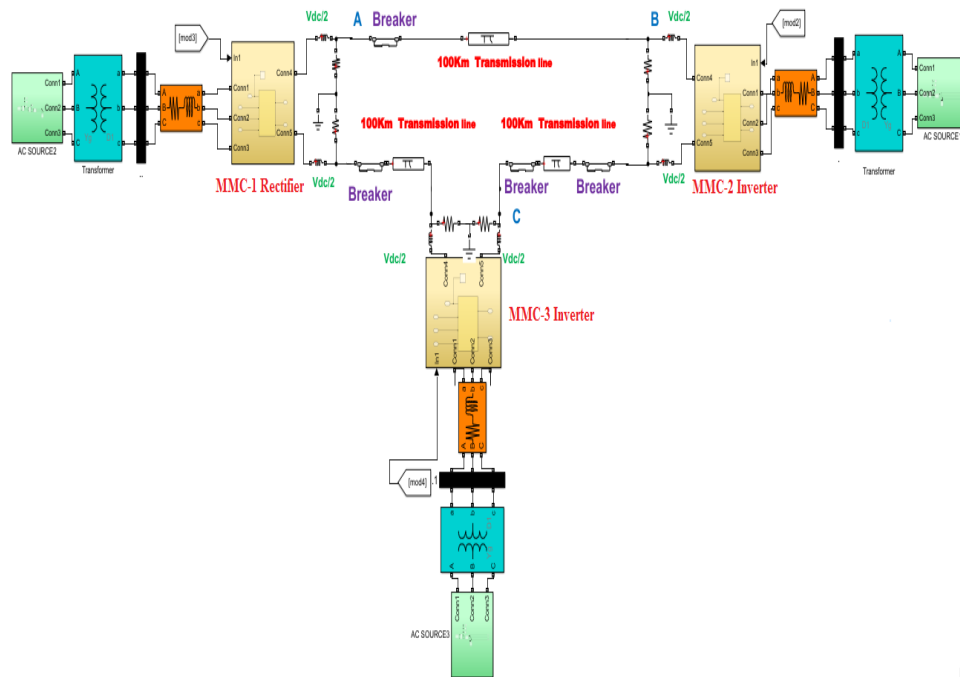 Vdc/2
A
Breaker
B
Vdc/2
[mod3]
[mod2]
100Km Transmission line
In1
Conn4
Conn1
Conn2
Conn5
Conn3
A
B
C
a
b
c
Conn1
Conn2
Conn3
AC SOURCE2
Transformer
A
B
C
a
b
c
In1
Conn4
Conn1
Conn2
Conn5
Conn3
a
b
c
A
B
C
a
b
c
A
B
C
Conn1
Conn2
Conn3
AC SOURCE
Transformer
100Km Transmission line
100Km Transmission line
MMC-1 Rectifier
Vdc/2
Breaker
Breaker
Breaker
Vdc/2
MMC-2 Inverter
C
Vdc/2
Vdc/2
Conn4
Conn5
MMC-3 Inverter
In1
Conn1
Conn2
Conn3
a
b
c
A
B
C
[mod4]
a
b
c
A
B
C
Conn1
Conn2
Conn3
AC SOURCE3